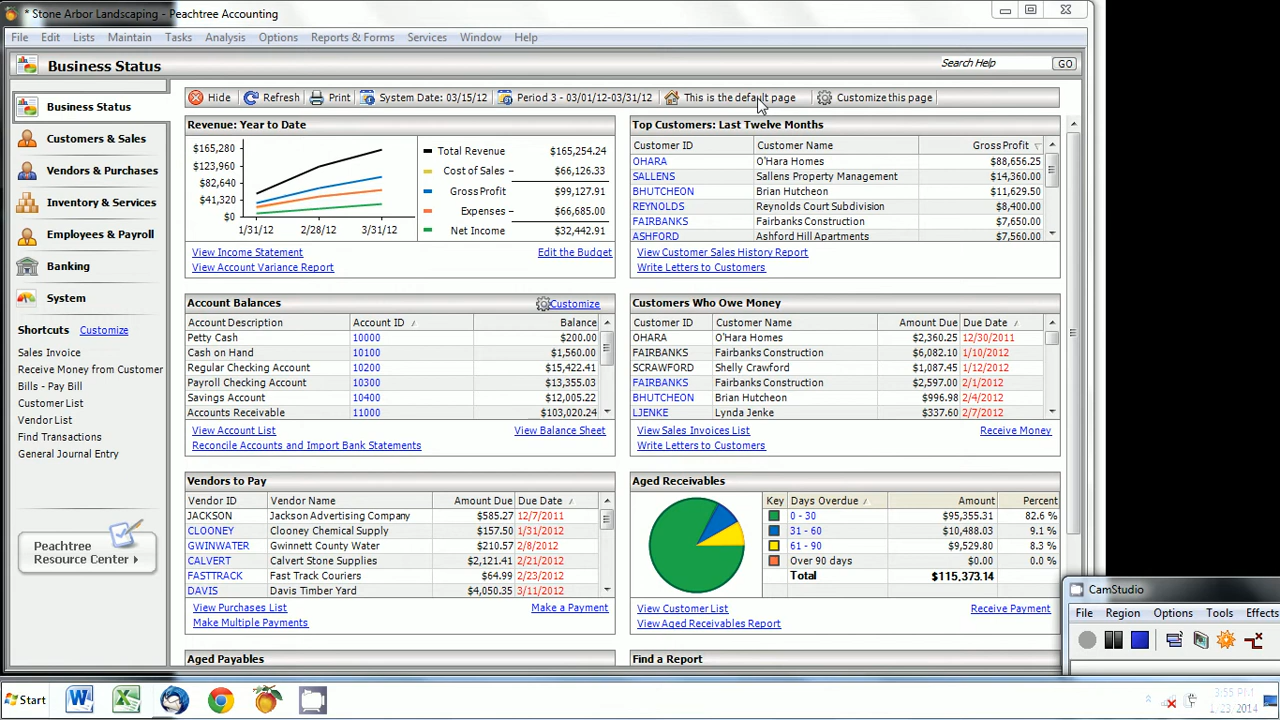 * Stone Arbor Landscaping - Peachtree Accounting
File Edit Lists Maintain Tasks Analysis Options Reports & Forms Services Window Help
Business Status
Search Help GO
Business Status
Customers & Sales
Vendors & Purchases
Inventory & Services
Employees & Payroll
Banking
System
Shortcuts Customize
Sales Invoice
Receive Money from Customer
Bills - Pay Bill
Customer List
Vendor List
Find Transactions
General Journal Entry
Peachtree
Resource Center
Hide Refresh Print System Date: 03/15/12 Period 3 - 03/01/12-03/31/12 This is the default page Customize this page
Revenue: Year to Date
$165,280
$123,960
$82,640
$41,320
$0
1/31/12 2/28/12 3/31/12
Total Revenue $165,254.24
Cost of Sales - $66,126.33
Gross Profit $99,127.91
Expenses - $66,685.00
Net Income $32,442.91
View Income Statement Edit the Budget
View Account Variance Report
Top Customers: Last Twelve Months
Customer ID Customer Name Gross Profit
OHARA O'Hara Homes $88,656.25
SALLENS Sallens Property Management $14,360.00
BHUTCHEON Brian Hutcheon $11,629.50
REYNOLDS Reynolds Court Subdivision $8,400.00
FAIRBANKS Fairbanks Construction $7,650.00
ASHFORD Ashford Hill Apartments $7,560.00
View Customer Sales History Report
Write Letters to Customers
Account Balances Customize
Account Description Account ID Balance
Petty Cash 10000 $200.00
Cash on Hand 10100 $1,560.00
Regular Checking Account 10200 $15,422.41
Payroll Checking Account 10300 $13,355.03
Savings Account 10400 $12,005.22
Accounts Receivable 11000 $103,020.24
View Account List View Balance Sheet
Reconcile Accounts and Import Bank Statements
Customers Who Owe Money
Customer ID Customer Name Amount Due Due Date
OHARA O'Hara Homes $2,360.25 12/30/2011
FAIRBANKS Fairbanks Construction $6,082.10 1/10/2012
SCRAWFORD Shelly Crawford $1,087.45 1/12/2012
FAIRBANKS Fairbanks Construction $2,597.00 2/1/2012
BHUTCHEON Brian Hutcheon $996.98 2/4/2012
LJENKE Lynda Jenke $337.60 2/7/2012
View Sales Invoices List Receive Money
Write Letters to Customers
Vendors to Pay
Vendor ID Vendor Name Amount Due Due Date
JACKSON Jackson Advertising Company $585.27 12/7/2011
CLOONEY Clooney Chemical Supply $157.50 1/31/2012
GWINWATER Gwinnett County Water $210.57 2/8/2012
CALVERT Calvert Stone Supplies $2,121.41 2/21/2012
FASTTRACK Fast Track Couriers $64.99 2/23/2012
DAVIS Davis Timber Yard $4,050.35 3/11/2012
View Purchases List Make a Payment
Make Multiple Payments
Aged Receivables
Key Days Overdue Amount Percent
0 - 30 $95,355.31 82.6 %
31 - 60 $10,488.03 9.1 %
61 - 90 $9,529.80 8.3 %
Over 90 days $0.00 0.0 %
Total $115,373.14
View Customer List Receive Payment
View Aged Receivables Report
Aged Payables
Find a Report
CamStudio
File Region Options Tools Effects
Start
3:55 PM